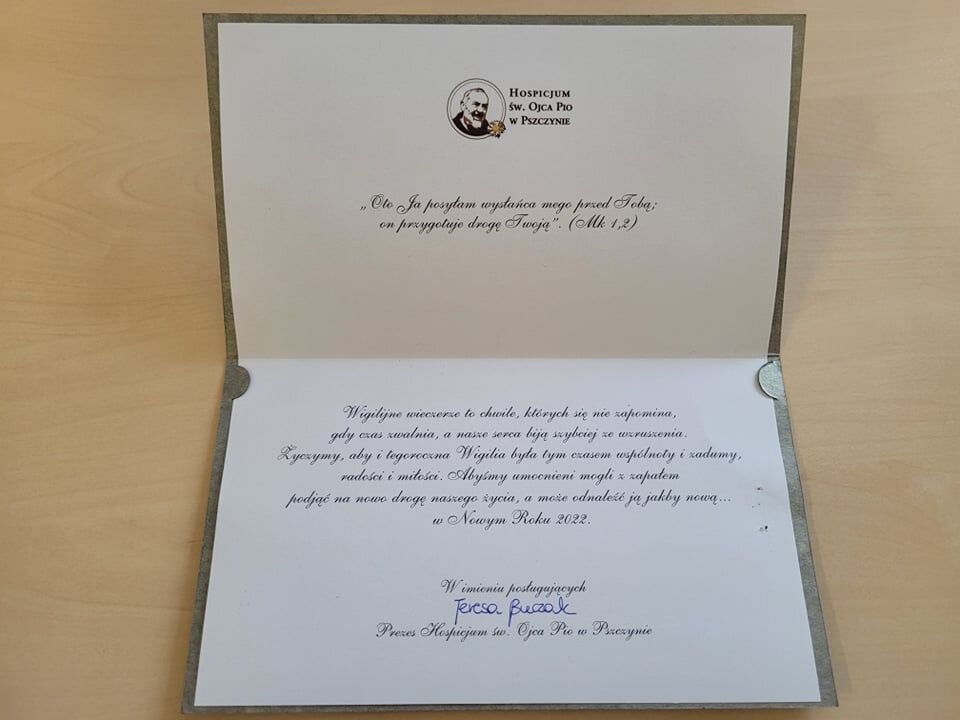 Hospicjum
św. Ojca Pio
w Pszczynie
„Oto Ja posyłam wysłańca mego przed Tobą;
on przygotuje drogę Twoją”. (Mk 1,2)
Wigilijne wieczerze to chwile, których się nie zapomina,
gdy czas zwalnia, a nasze serca biją szybciej ze wzruszenia.
Życzymy, aby i tegoroczna Wigilia była tym czasem wspólnoty i zadumy,
radości i miłości. Abyśmy umocnieni mogli z zapałem
podjąć na nowo drogę naszego życia, a może odnaleźć ją jakby nową...
w Nowym Roku 2022.
W imieniu posługujących
Teresa Buczak
Prezes Hospicjum św. Ojca Pio w Pszczynie